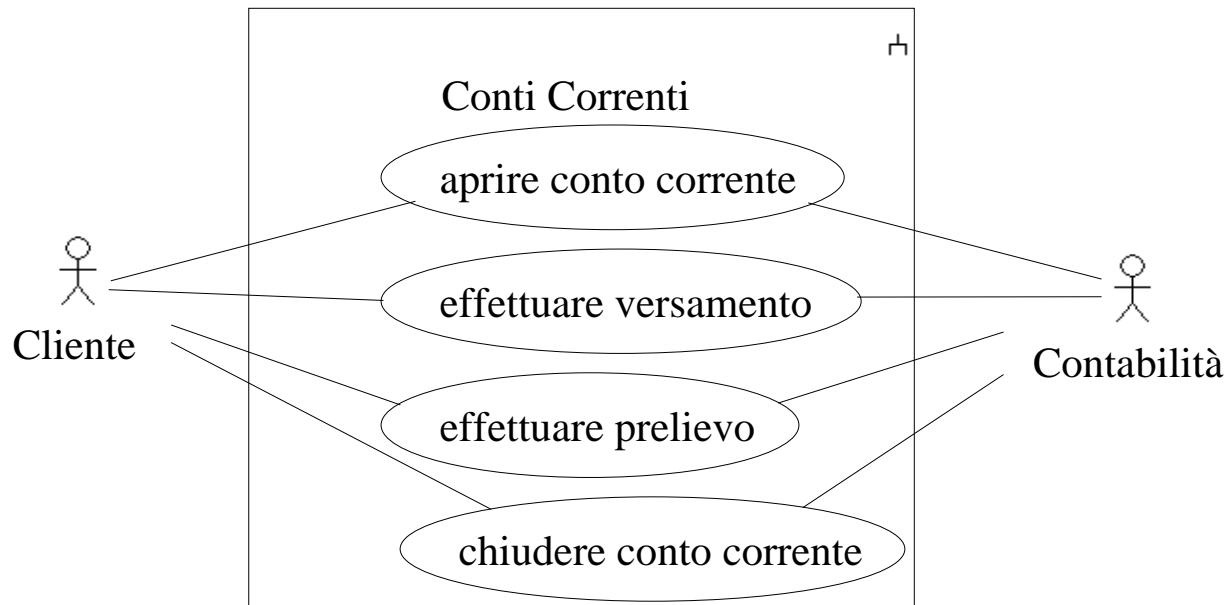 Conti Correnti
aprire conto corrente
effettuare versamento
Cliente
Contabilità
effettuare prelievo
chiudere conto corrente